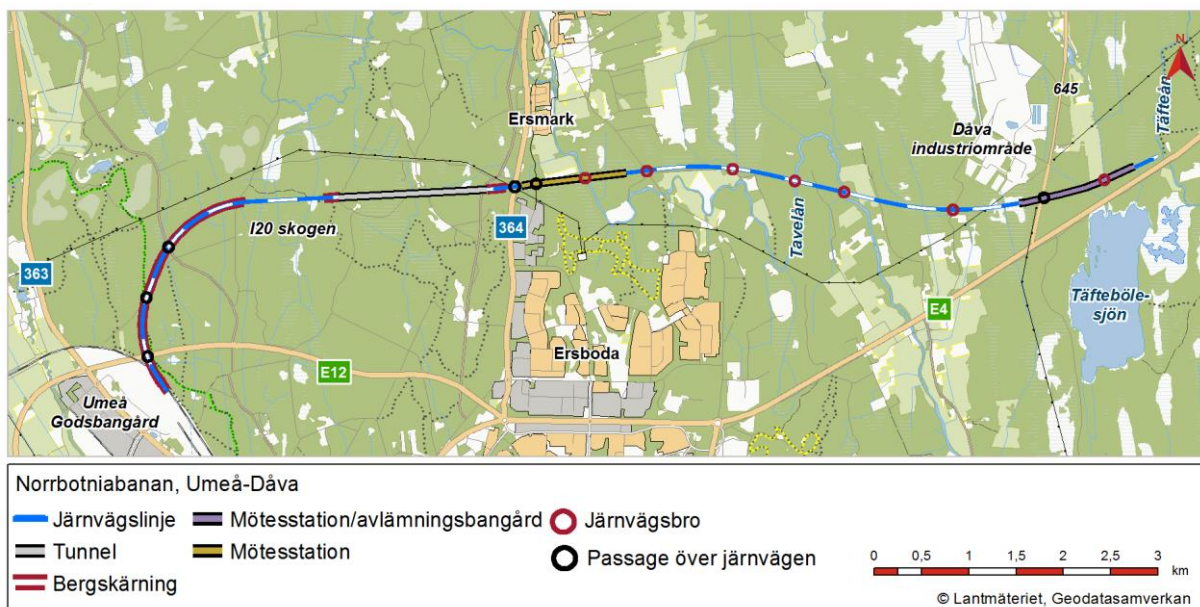 N
645
Täfteån
Ersmark
Dåva
industriområde
I20 skogen
364
363
Tavelån
Täfteböle-
sjön
E4
Ersboda
E12
Umeå
Godsbangård
Norrbotniabanan, Umeå-Dåva
Järnvägslinje
Mötesstation/avlämningsbangård
Järnvägsbro
Tunnel
Mötesstation
Passage över järnvägen
Bergskärning
0 0,5 1 1,5 2 2,5 3
km
© Lantmäteriet, Geodatasamverkan